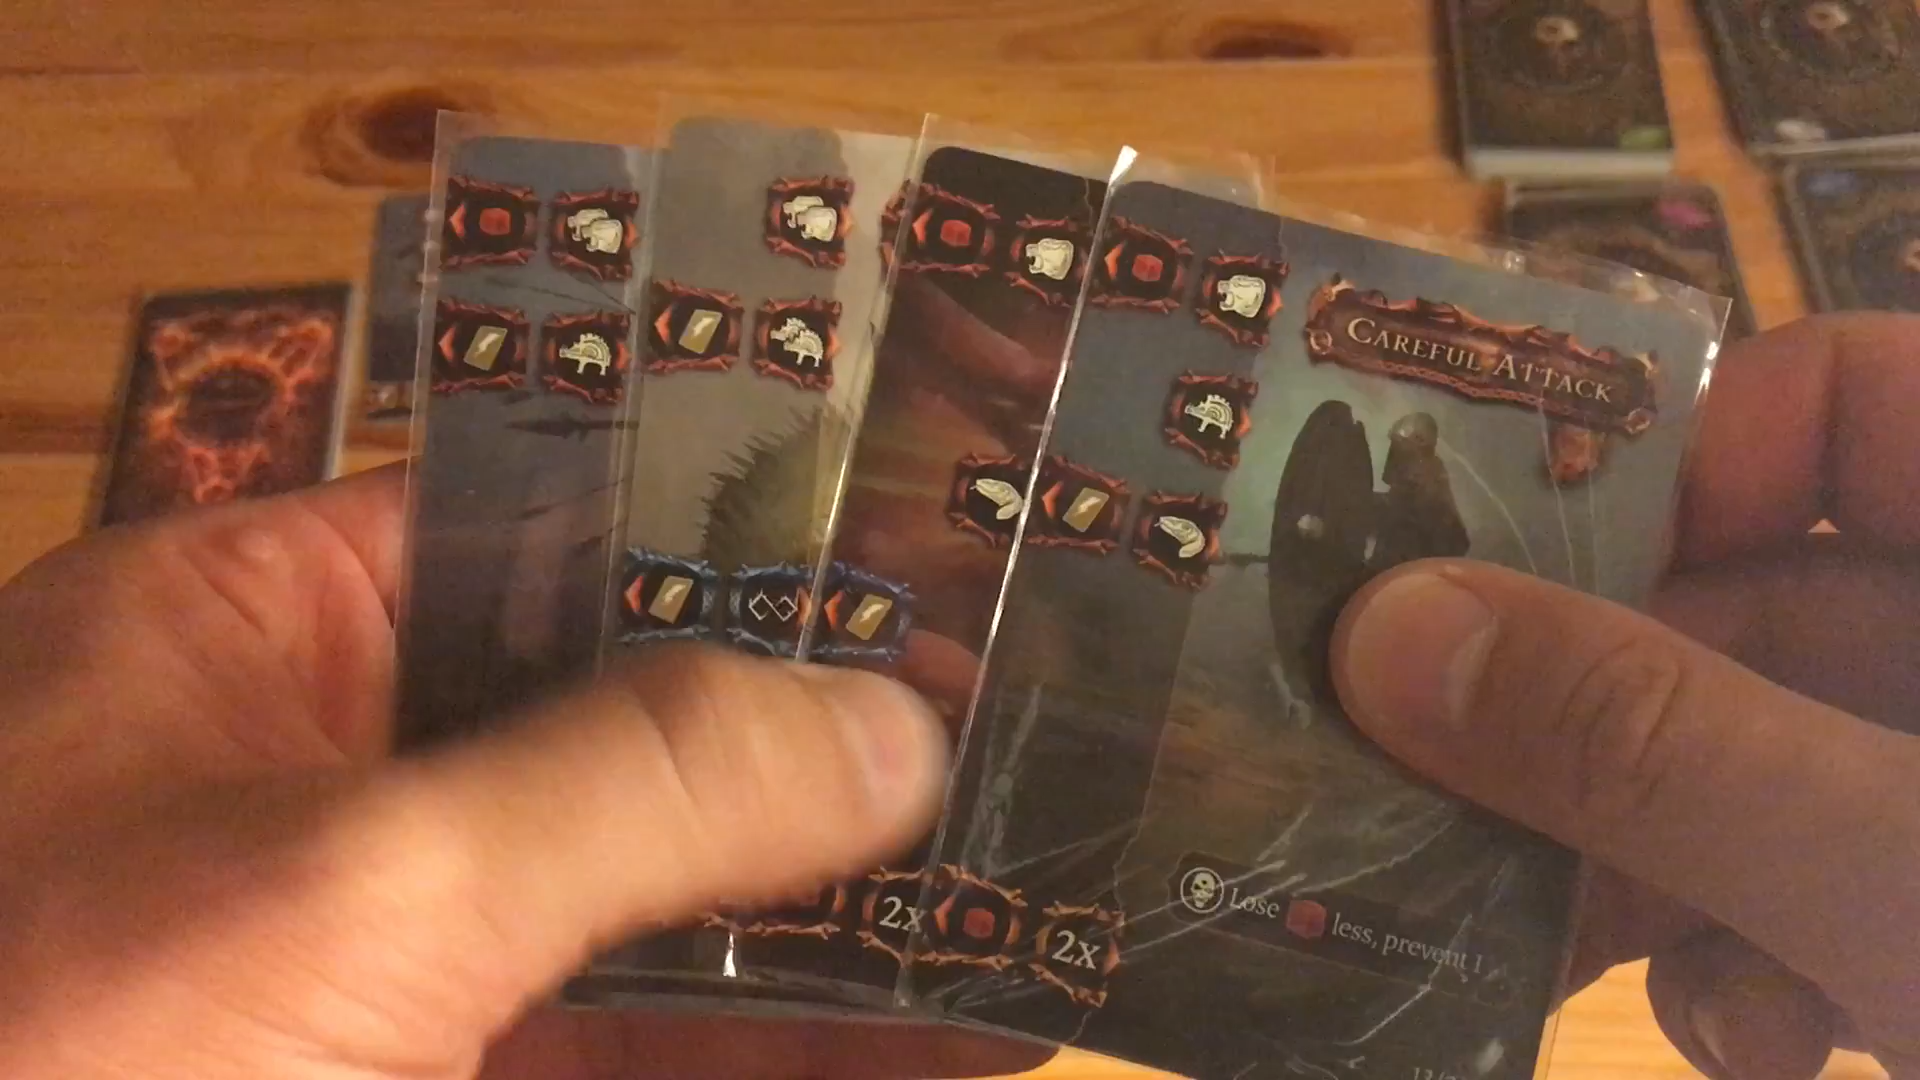 CAREFUL ATTACK
2x
2x
Lose less, prevent 1